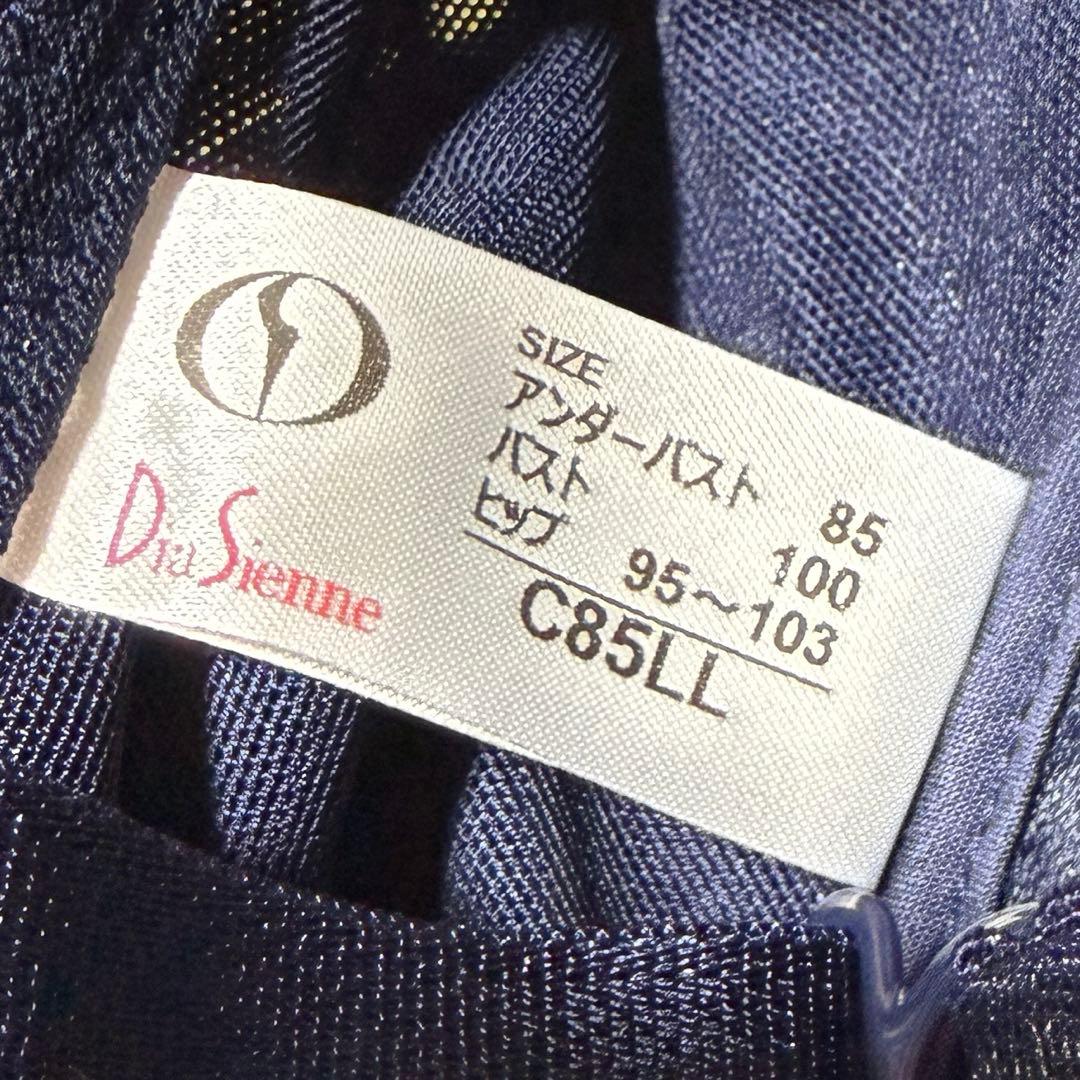 Dia Sienne
SIZE
アンダーバスト 85
バスト 100
ヒップ 95～103
C85LL